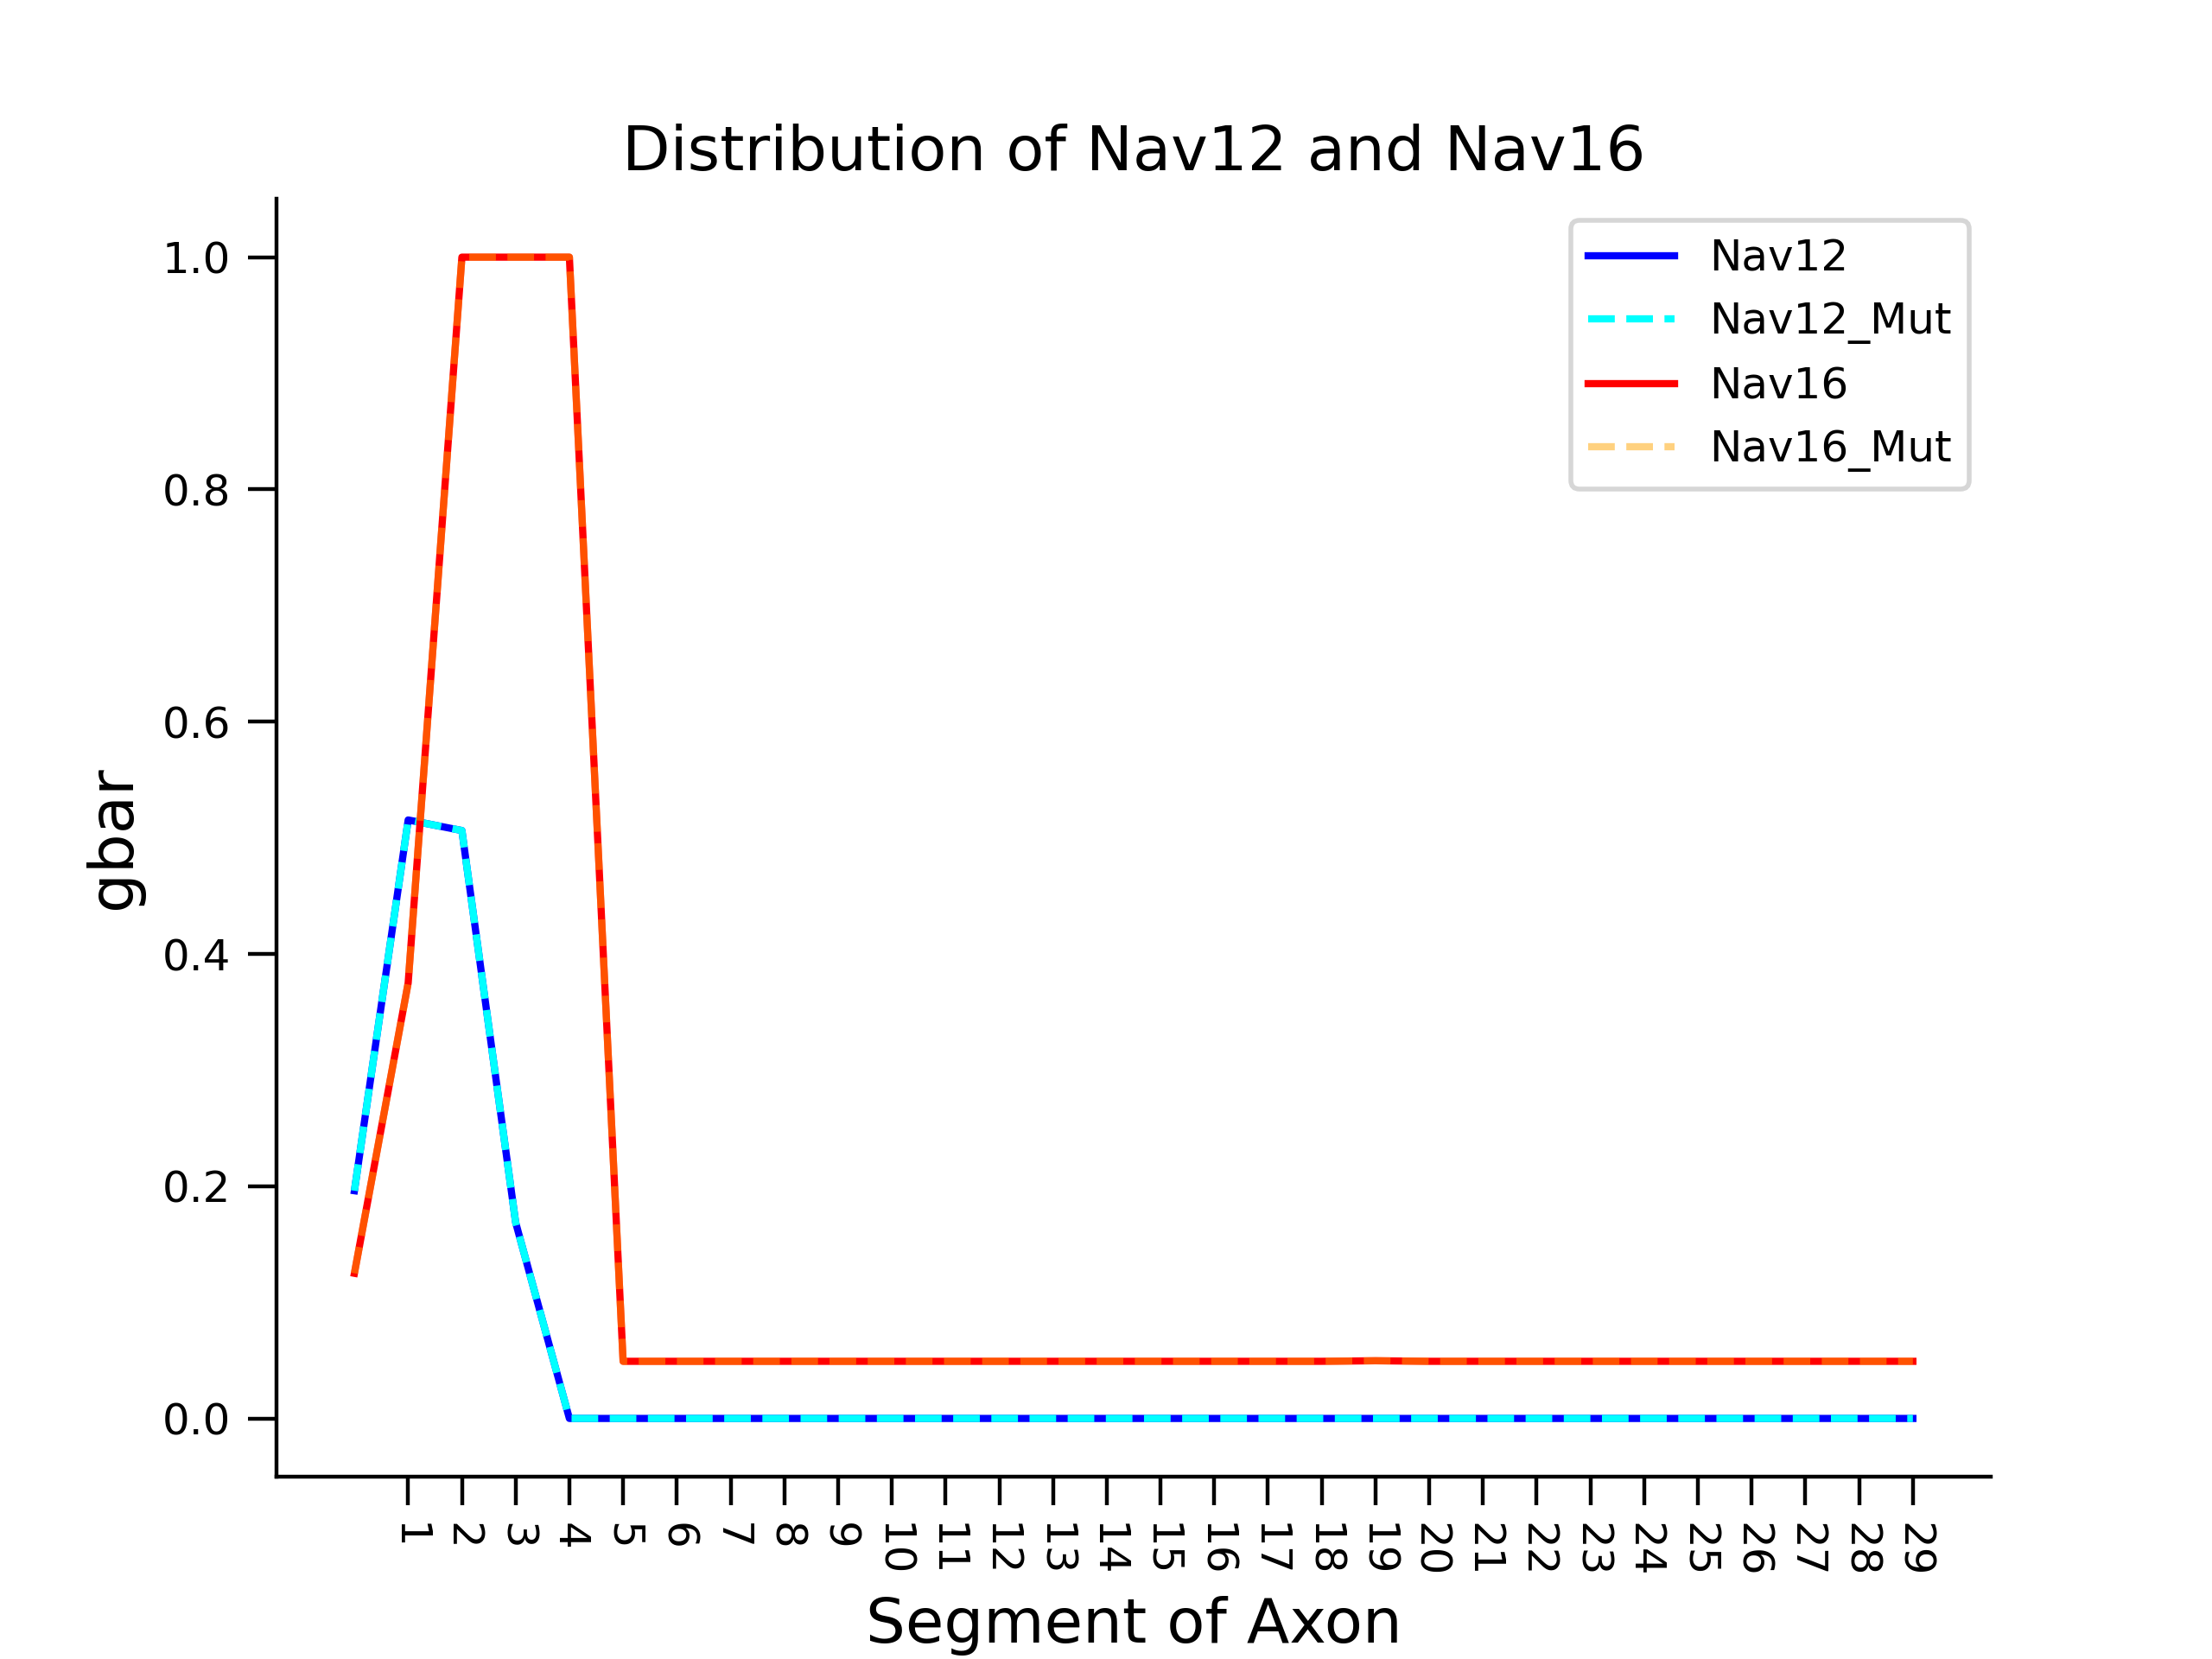 Distribution of Nav12 and Nav16
Nav12
Nav12_Mut
Nav16
Nav16_Mut
1.0
0.8
0.6
0.4
0.2
0.0
gbar
1 2 3 4 5 6 7 8 9 10 11 12 13 14 15 16 17 18 19 20 21 22 23 24 25 26 27 28 29
Segment of Axon